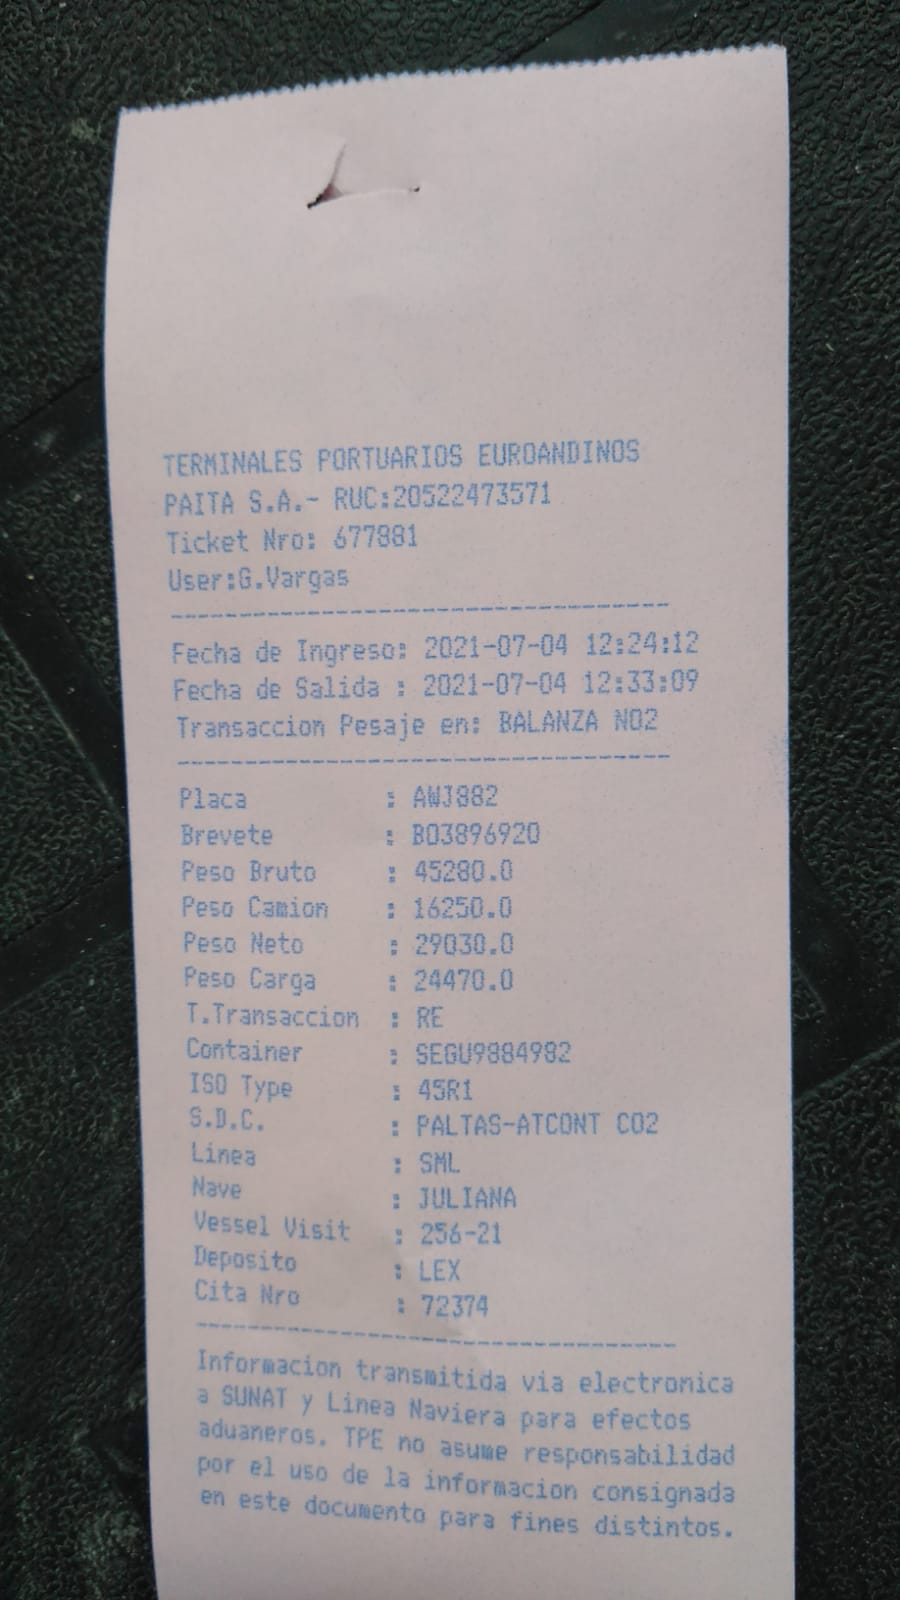 TERMINALES PORTUARIOS EUROANDINOS
PAITA S.A.- RUC:20522473571
Ticket Nro: 677881
User:G.Vargas
---------------------------------
Fecha de Ingreso: 2021-07-04 12:24:12
Fecha de Salida : 2021-07-04 12:33:09
Transaccion Pesaje en: BALANZA NO2
---------------------------------
Placa : AWJ882
Brevete : B03896920
Peso Bruto : 45280.0
Peso Camion : 16250.0
Peso Neto : 29030.0
Peso Carga : 24470.0
T.Transaccion : RE
Container : SEGU9884982
ISO Type : 45R1
S.D.C. : PALTAS-ATCONT CO2
Linea : SML
Nave : JULIANA
Vessel Visit : 256-21
Deposito : LEX
Cita Nro : 72374
---------------------------------
Informacion transmitida via electronica
a SUNAT y Linea Naviera para efectos
aduaneros. TPE no asume responsabilidad
por el uso de la informacion consignada
en este documento para fines distintos.